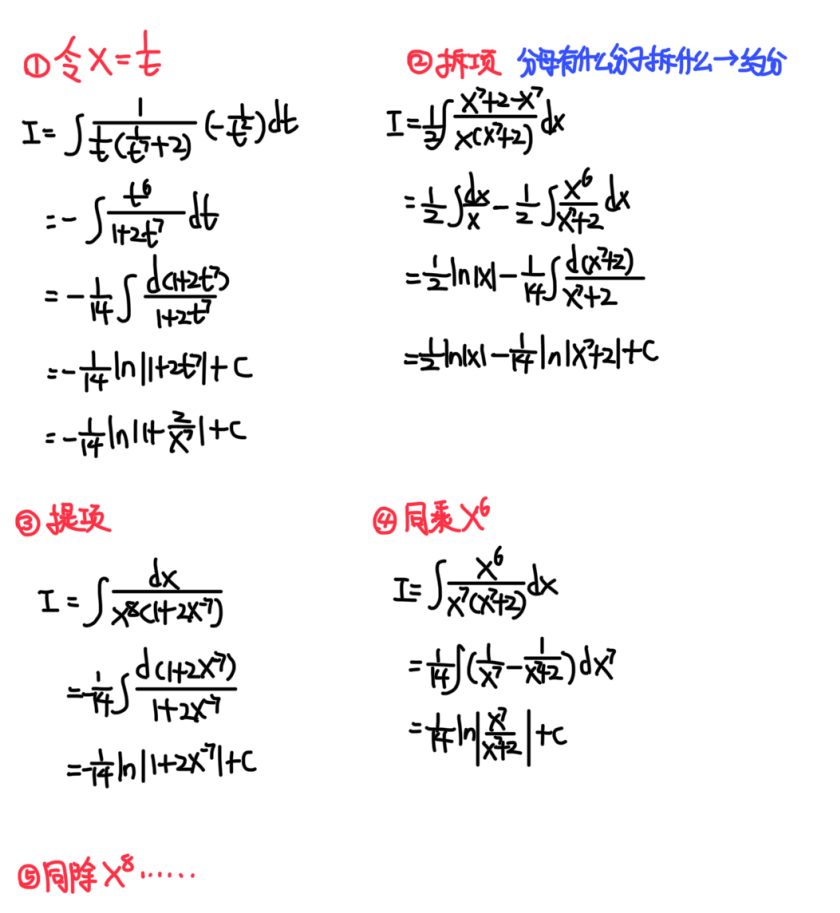 ① 令 x = 1/t
I = ∫ 1/(1/t(1/t⁷+2)) (-1/t²)dt
= - ∫ t⁶/(1+2t⁷) dt
= - 1/14 ∫ d(1+2t⁷)/(1+2t⁷)
= - 1/14 ln|1+2t⁷| + C
= - 1/14 ln|1+2/x⁷| + C
② 拆项 分母有什么分子拆什么→约分
I = 1/2 ∫ (x⁷+2-x⁷)/(x(x⁷+2)) dx
= 1/2 ∫ dx/x - 1/2 ∫ x⁶/(x⁷+2) dx
= 1/2 ln|x| - 1/14 ∫ d(x⁷+2)/(x⁷+2)
= 1/2 ln|x| - 1/14 ln|x⁷+2| + C
③ 提项
I = ∫ dx/(x⁸(1+2x⁻⁷))
= -1/14 ∫ d(1+2x⁻⁷)/(1+2x⁻⁷)
= -1/14 ln|1+2x⁻⁷| + C
④ 同乘 x⁶
I = ∫ x⁶/(x⁷(x⁷+2)) dx
= 1/14 ∫ (1/x⁷ - 1/(x⁷+2)) dx⁷
= 1/14 ln|x⁷/(x⁷+2)| + C
⑤ 同除 x⁸ ……